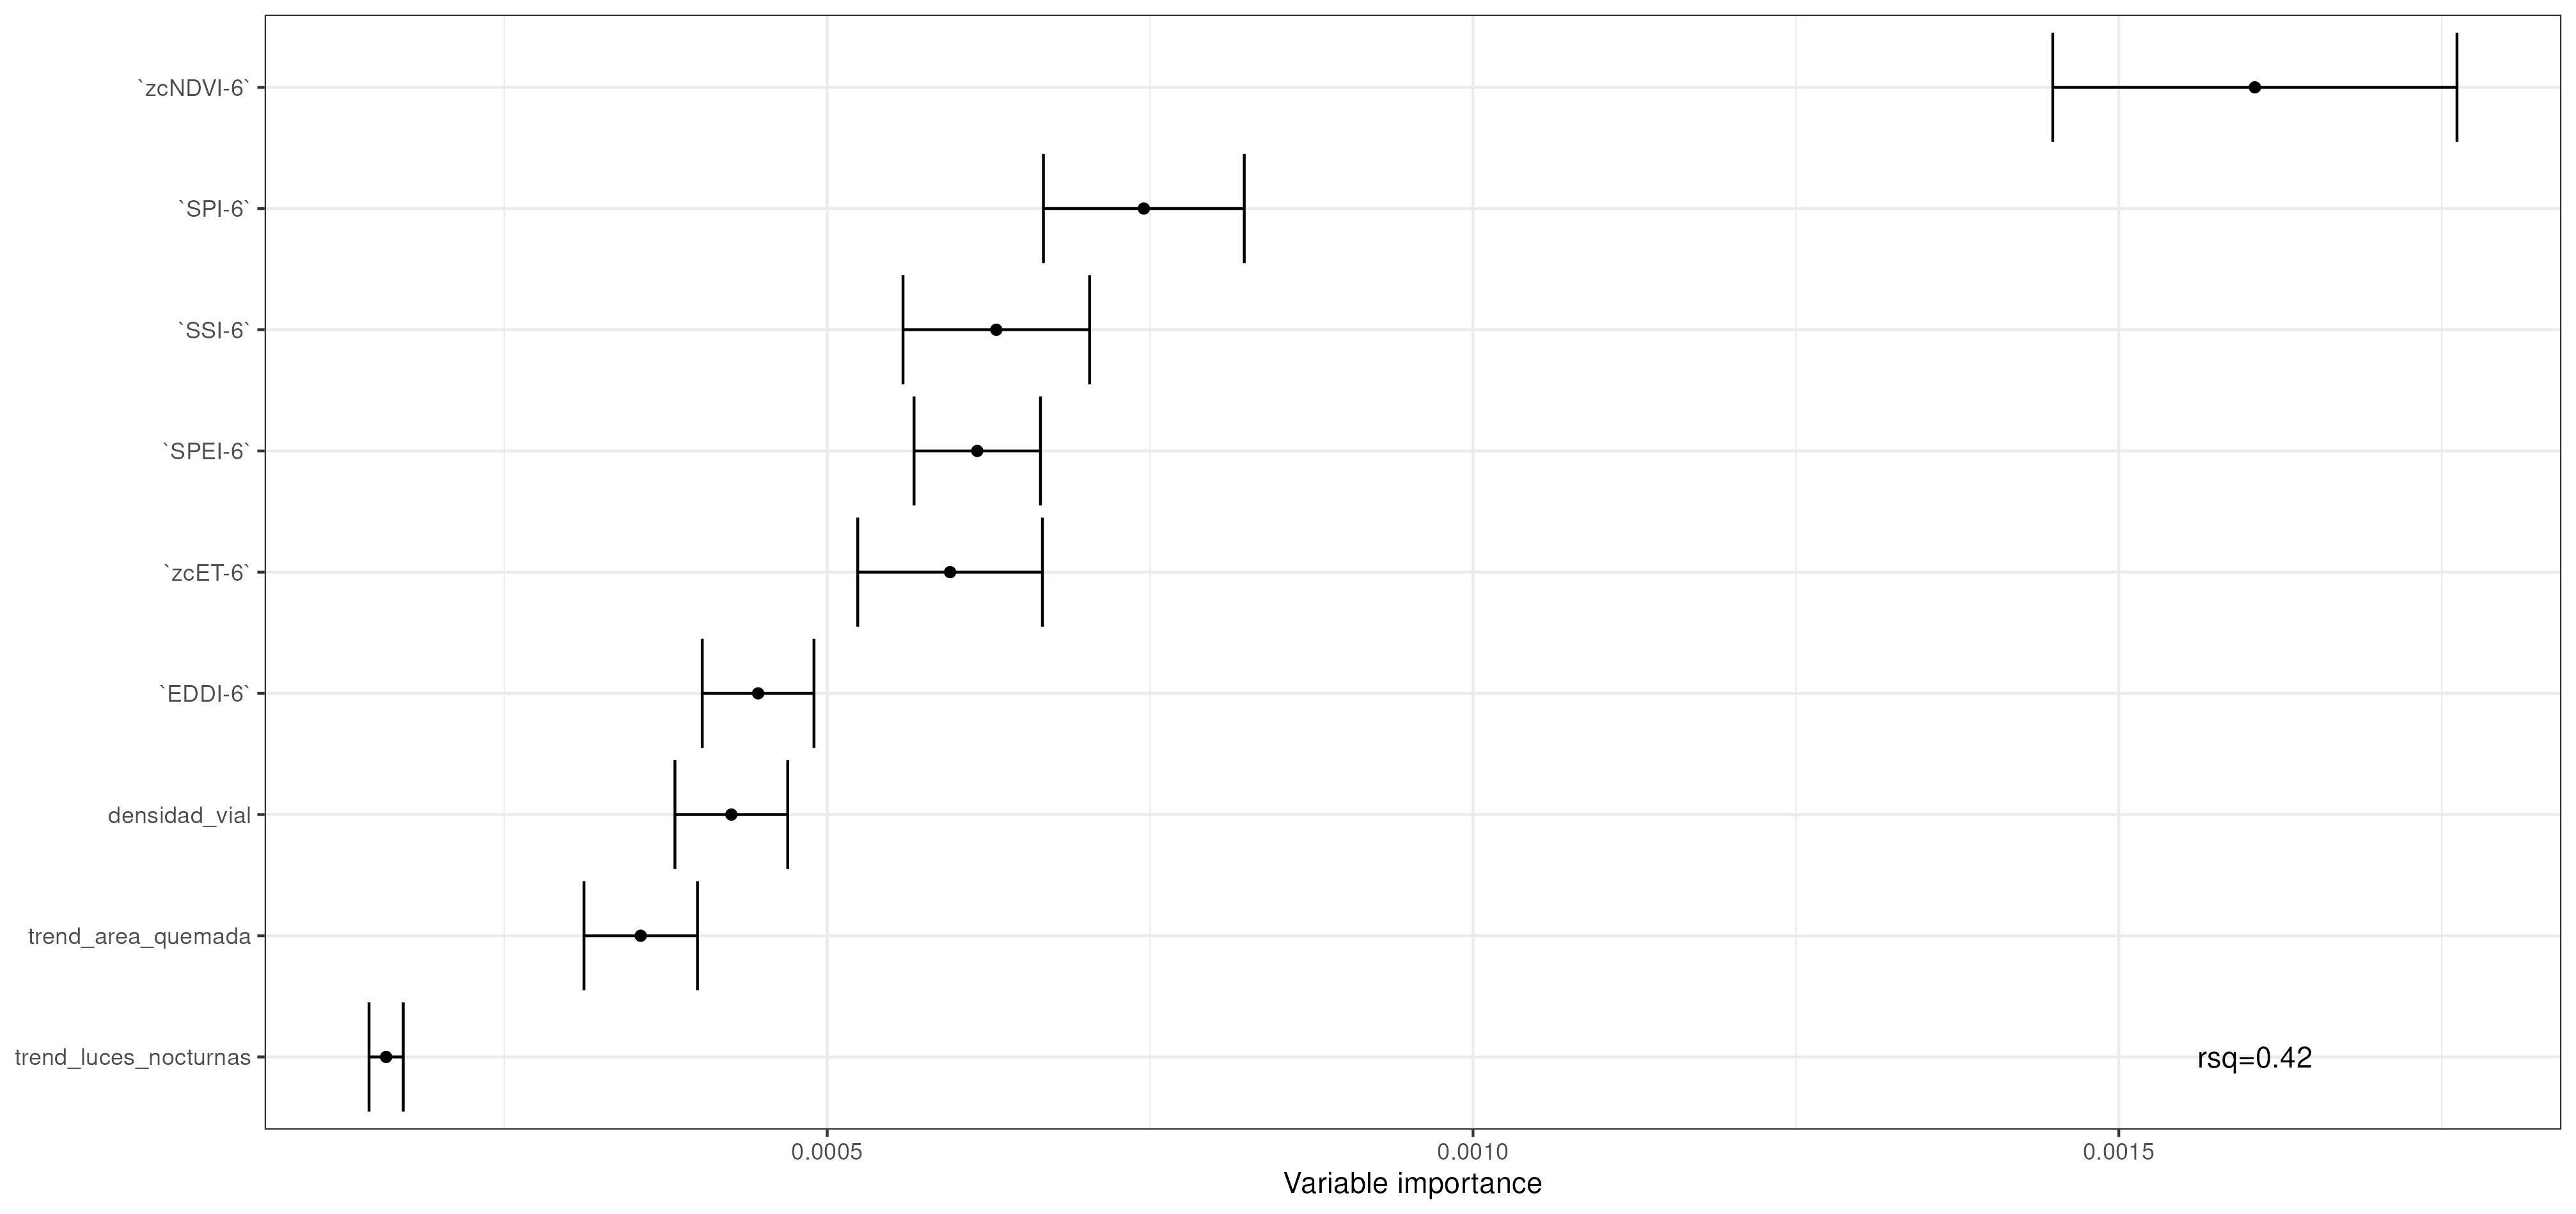 `zcNDVI-6`
`SPI-6`
`SSI-6`
`SPEI-6`
`zcET-6`
`EDDI-6`
densidad_vial
trend_area_quemada
trend_luces_nocturnas
rsq=0.42
0.0005
0.0010
0.0015
Variable importance